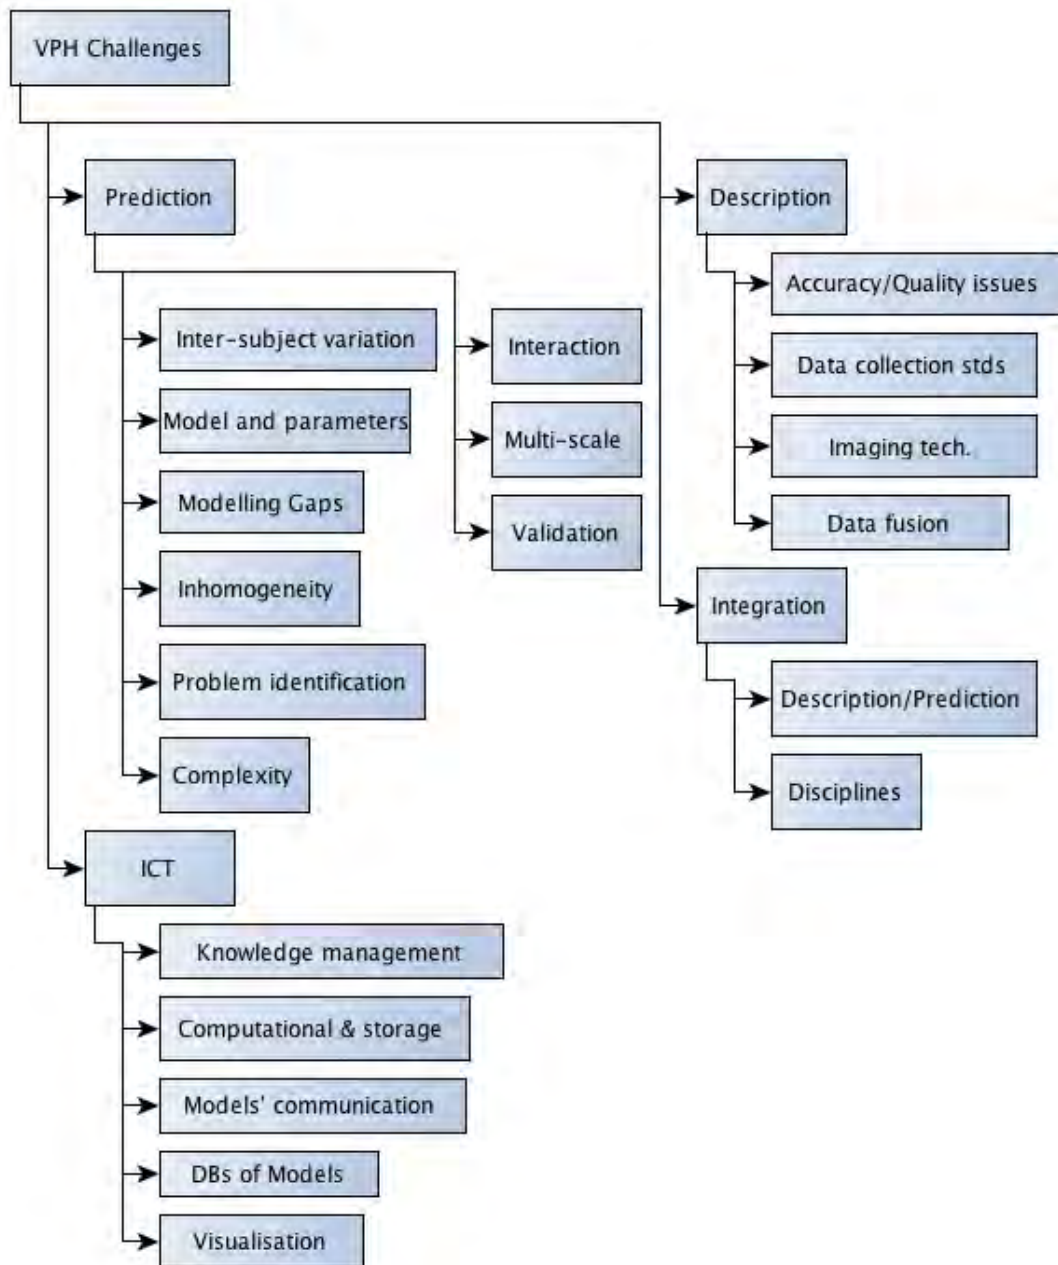 VPH Challenges
Prediction
Inter-subject variation
Model and parameters
Modelling Gaps
Inhomogeneity
Problem identification
Complexity
Interaction
Multi-scale
Validation
ICT
Knowledge management
Computational & storage
Models' communication
DBs of Models
Visualisation
Description
Accuracy/Quality issues
Data collection stds
Imaging tech.
Data fusion
Integration
Description/Prediction
Disciplines